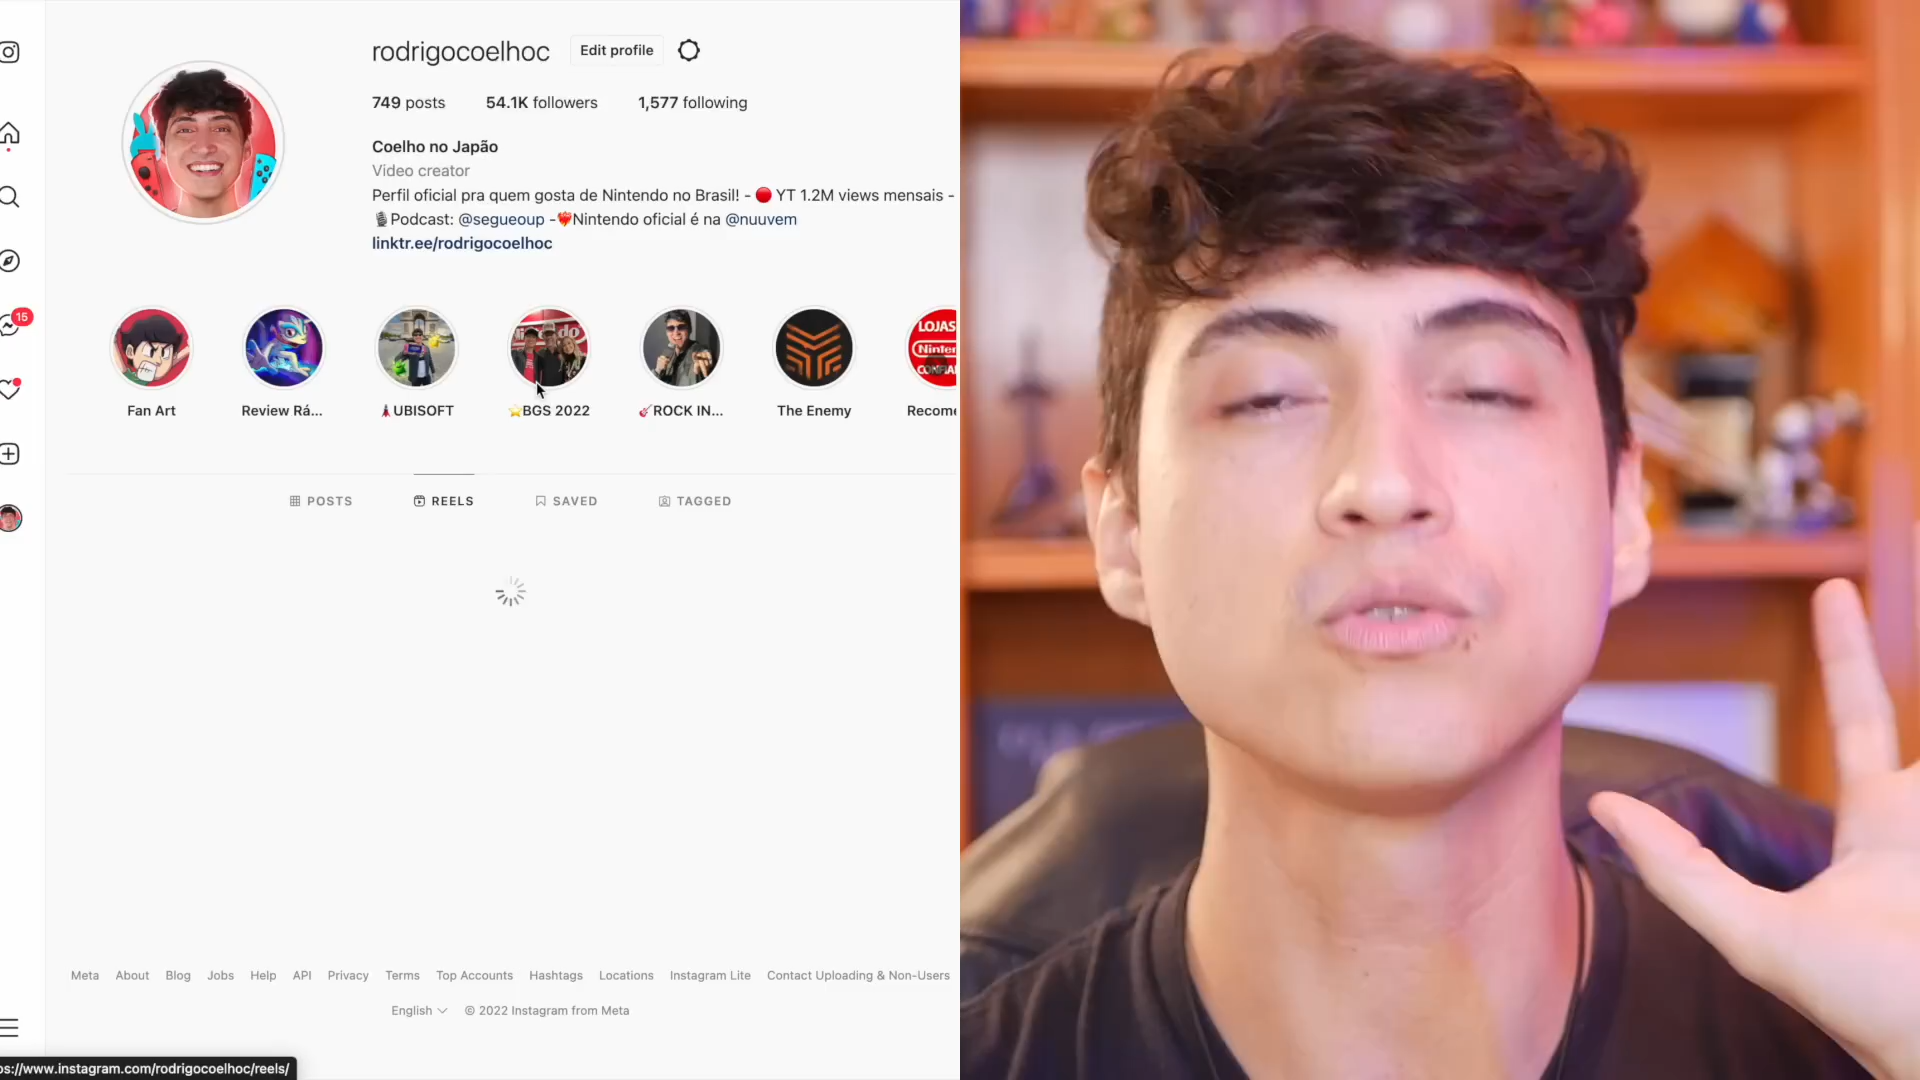 rodrigocoelhoc Edit profile
749 posts 54.1K followers 1,577 following
Coelho no Japão
Video creator
Perfil oficial pra quem gosta de Nintendo no Brasil! - 🔴 YT 1.2M views mensais -
🎙Podcast: @segueoup -❤️‍🔥Nintendo oficial é na @nuuvem
linktr.ee/rodrigocoelhoc
15
LOJAS
Fan Art Review Rá... UBISOFT ⭐BGS 2022 🎸ROCK IN... The Enemy Recome
POSTS REELS SAVED TAGGED
Meta About Blog Jobs Help API Privacy Terms Top Accounts Hashtags Locations Instagram Lite Contact Uploading & Non-Users
English © 2022 Instagram from Meta
ps://www.instagram.com/rodrigocoelhoc/reels/